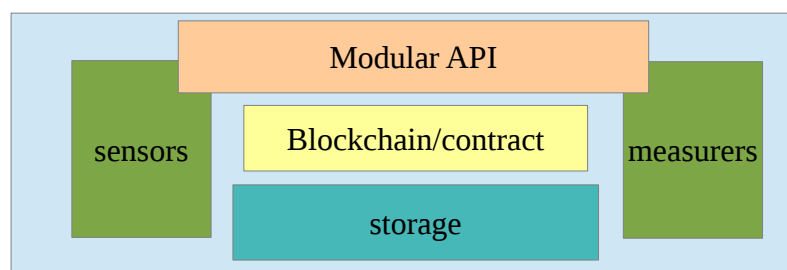 Modular API
Blockchain/contract
sensors
measurers
storage